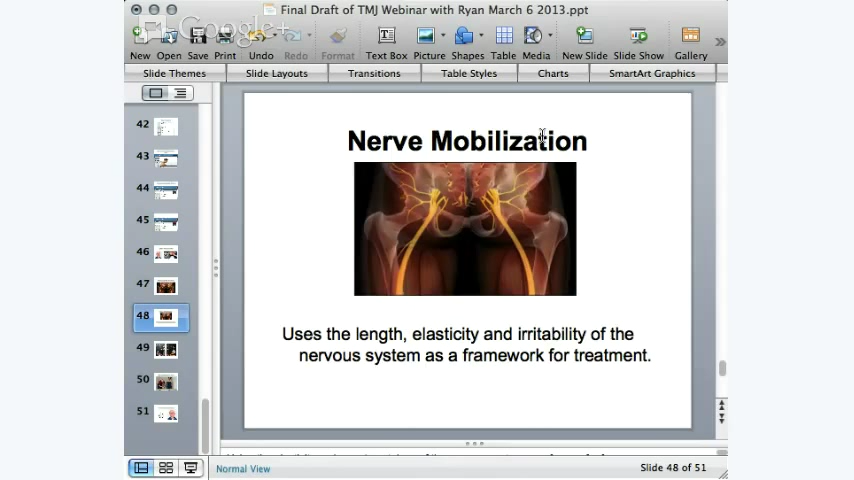 Final Draft of TMJ Webinar with Ryan March 6 2013.ppt
Google+
New Open Save Print Undo Redo Format Text Box Picture Shapes Table Media New Slide Slide Show Gallery
Slide Themes Slide Layouts Transitions Table Styles Charts SmartArt Graphics
42
43
44
45
46
47
48
49
50
51
Nerve Mobilization
Uses the length, elasticity and irritability of the
nervous system as a framework for treatment.
Normal View
Slide 48 of 51